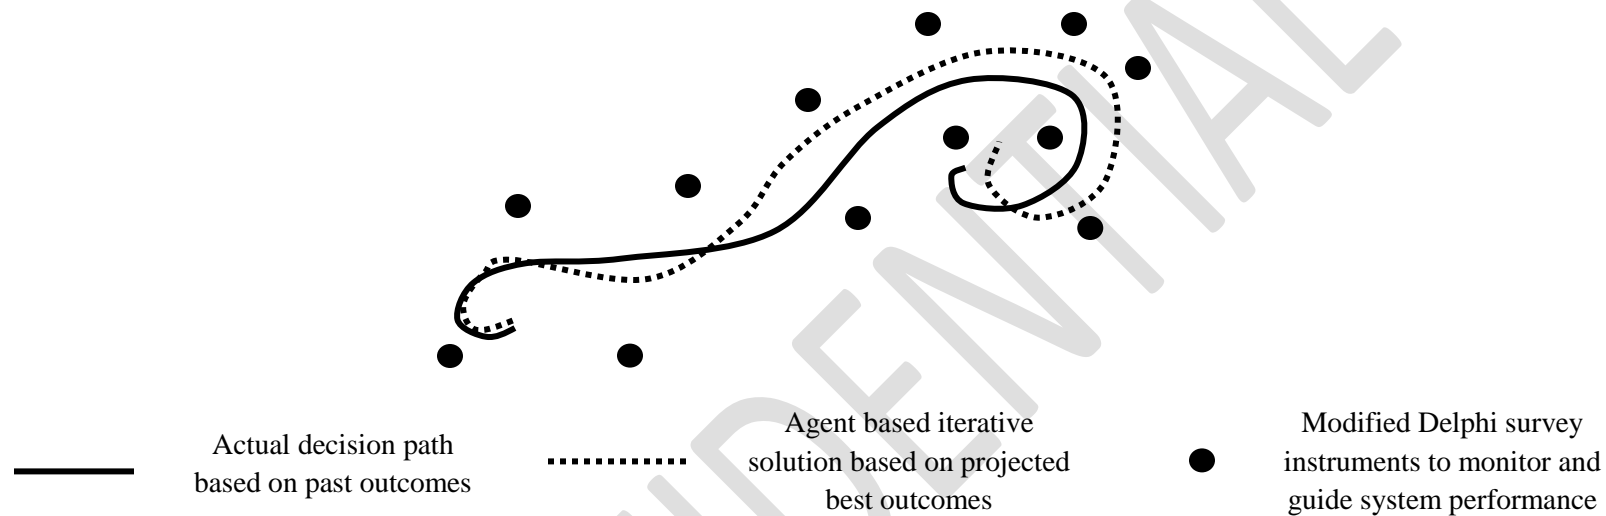 Actual decision path
based on past outcomes
Agent based iterative
solution based on projected
best outcomes
Modified Delphi survey
instruments to monitor and
guide system performance
IDENTIAL